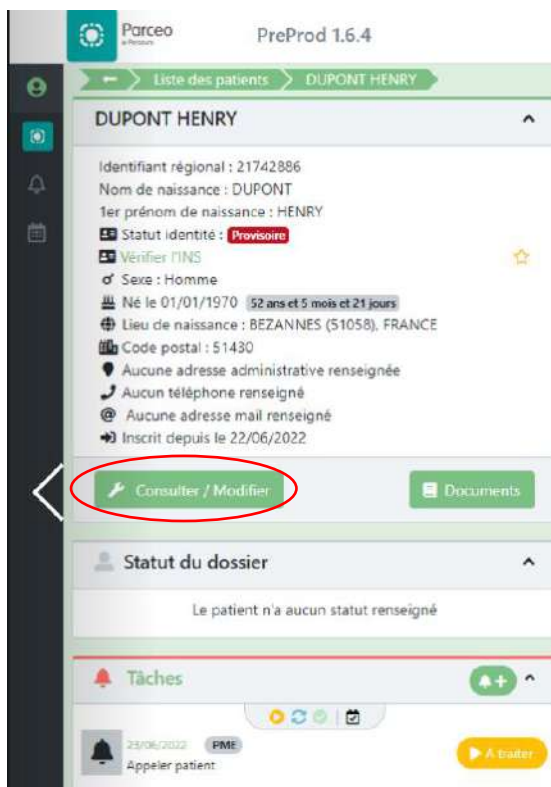 Parceo
e-Parcours
PreProd 1.6.4
Liste des patients
DUPONT HENRY
DUPONT HENRY
Identifiant régional : 21742886
Nom de naissance : DUPONT
1er prénom de naissance : HENRY
Statut identité : Provisoire
Vérifier l'INS
Sexe : Homme
Né le 01/01/1970 52 ans et 5 mois et 21 jours
Lieu de naissance : BEZANNES (51058), FRANCE
Code postal : 51430
Aucune adresse administrative renseignée
Aucun téléphone renseigné
Aucune adresse mail renseigné
Inscrit depuis le 22/06/2022
Consulter / Modifier
Documents
Statut du dossier
Le patient n'a aucun statut renseigné
Tâches
23/06/2022 PME
Appeler patient
A traiter